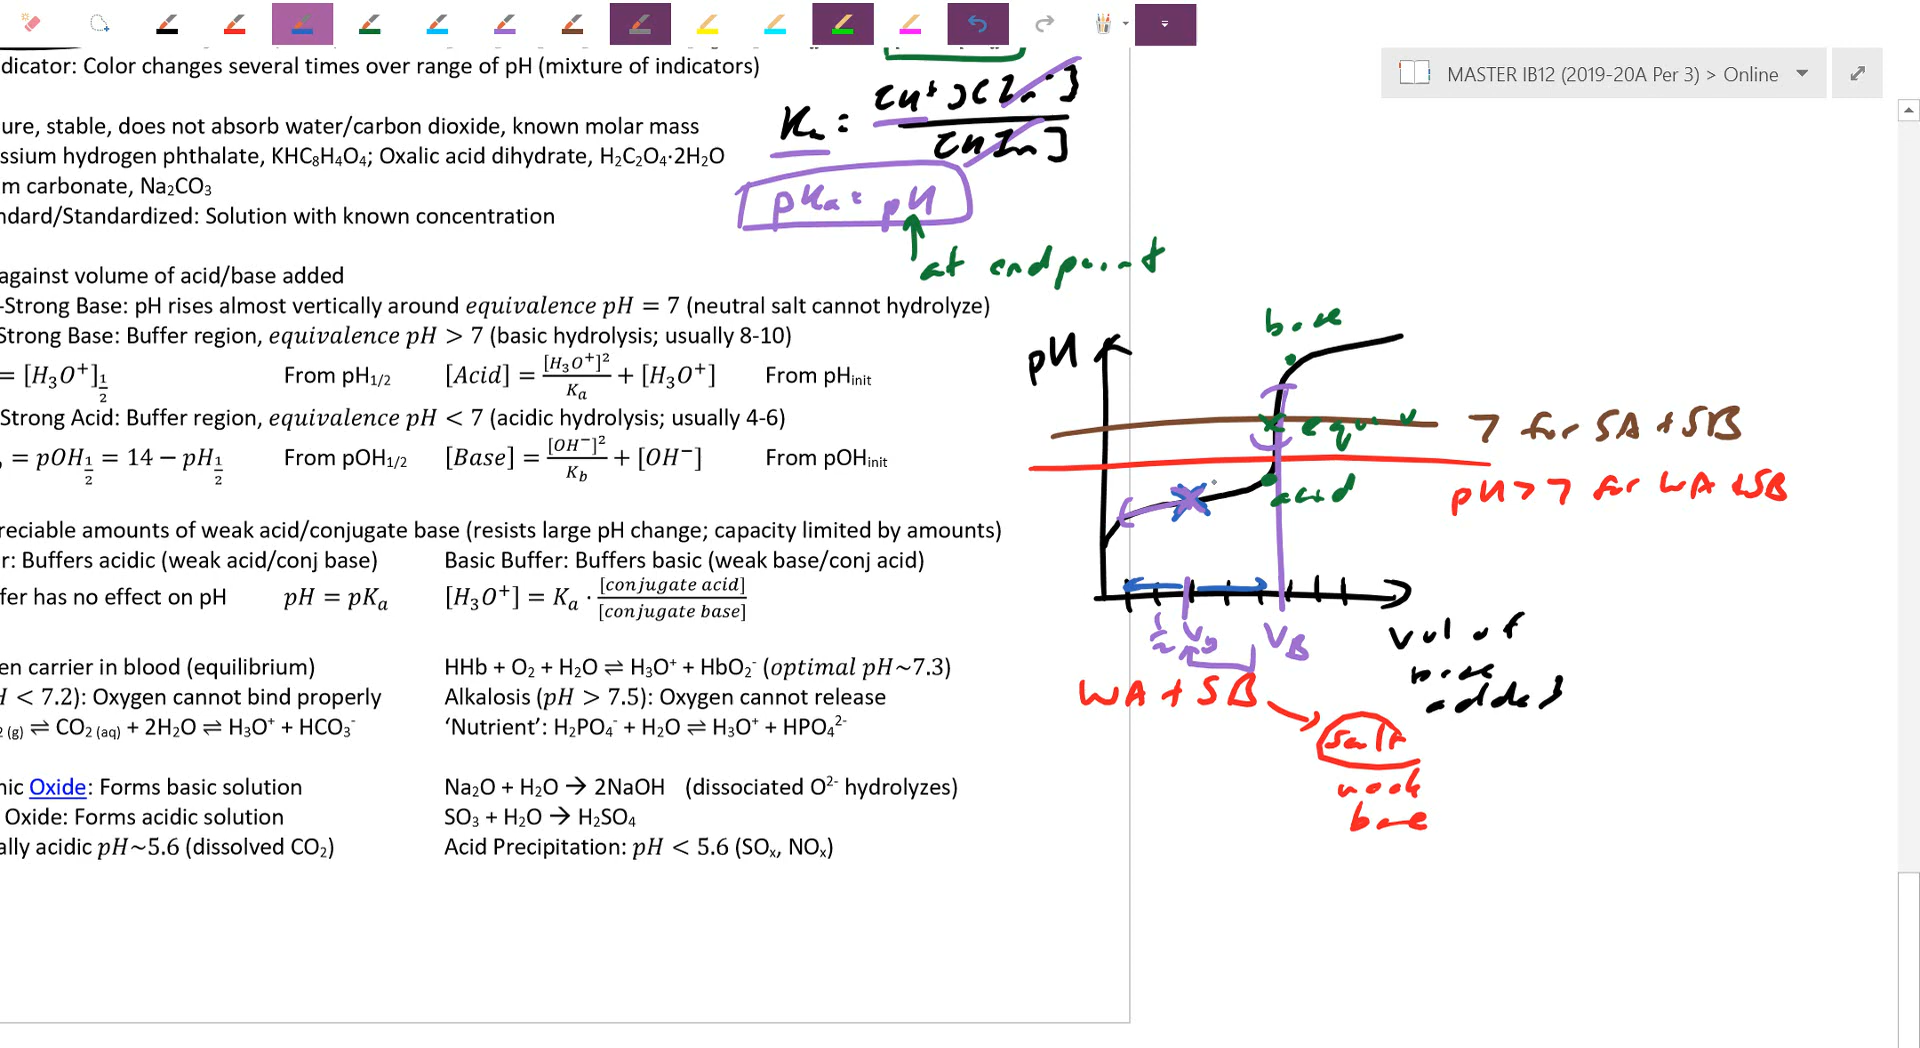 MASTER IB12 (2019-20A Per 3) > Online
dicator: Color changes several times over range of pH (mixture of indicators)
Ka = [H+][In-]
[HIn]
ure, stable, does not absorb water/carbon dioxide, known molar mass
ssium hydrogen phthalate, KHC₈H₄O₄; Oxalic acid dihydrate, H₂C₂O₄·2H₂O
m carbonate, Na₂CO₃
pKa = pH
ndard/Standardized: Solution with known concentration
at endpoint
against volume of acid/base added
-Strong Base: pH rises almost vertically around equivalence pH = 7 (neutral salt cannot hydrolyze)
Strong Base: Buffer region, equivalence pH > 7 (basic hydrolysis; usually 8-10)
= [H₃O⁺]½ From pH1/2 [Acid] = [H₃O⁺]²/Ka + [H₃O⁺] From pHinit
Strong Acid: Buffer region, equivalence pH < 7 (acidic hydrolysis; usually 4-6)
= pOH½ = 14 − pH½ From pOH1/2 [Base] = [OH⁻]²/Kb + [OH⁻] From pOHinit
base
pH
equiv
7 for SA + SB
acid
pH > 7 for WA + SB
½ VB
VB
vol of
base
added
WA + SB
salt
weak
base
reciable amounts of weak acid/conjugate base (resists large pH change; capacity limited by amounts)
r: Buffers acidic (weak acid/conj base) Basic Buffer: Buffers basic (weak base/conj acid)
fer has no effect on pH pH = pKa [H₃O⁺] = Ka · [conjugate acid]/[conjugate base]
en carrier in blood (equilibrium) HHb + O₂ + H₂O ⇌ H₃O⁺ + HbO₂⁻ (optimal pH~7.3)
H < 7.2): Oxygen cannot bind properly Alkalosis (pH > 7.5): Oxygen cannot release
2 (g) ⇌ CO₂ (aq) + 2H₂O ⇌ H₃O⁺ + HCO₃⁻ ‘Nutrient’: H₂PO₄⁻ + H₂O ⇌ H₃O⁺ + HPO₄²⁻
nic Oxide: Forms basic solution Na₂O + H₂O → 2NaOH (dissociated O²⁻ hydrolyzes)
Oxide: Forms acidic solution SO₃ + H₂O → H₂SO₄
ally acidic pH~5.6 (dissolved CO₂) Acid Precipitation: pH < 5.6 (SOₓ, NOₓ)